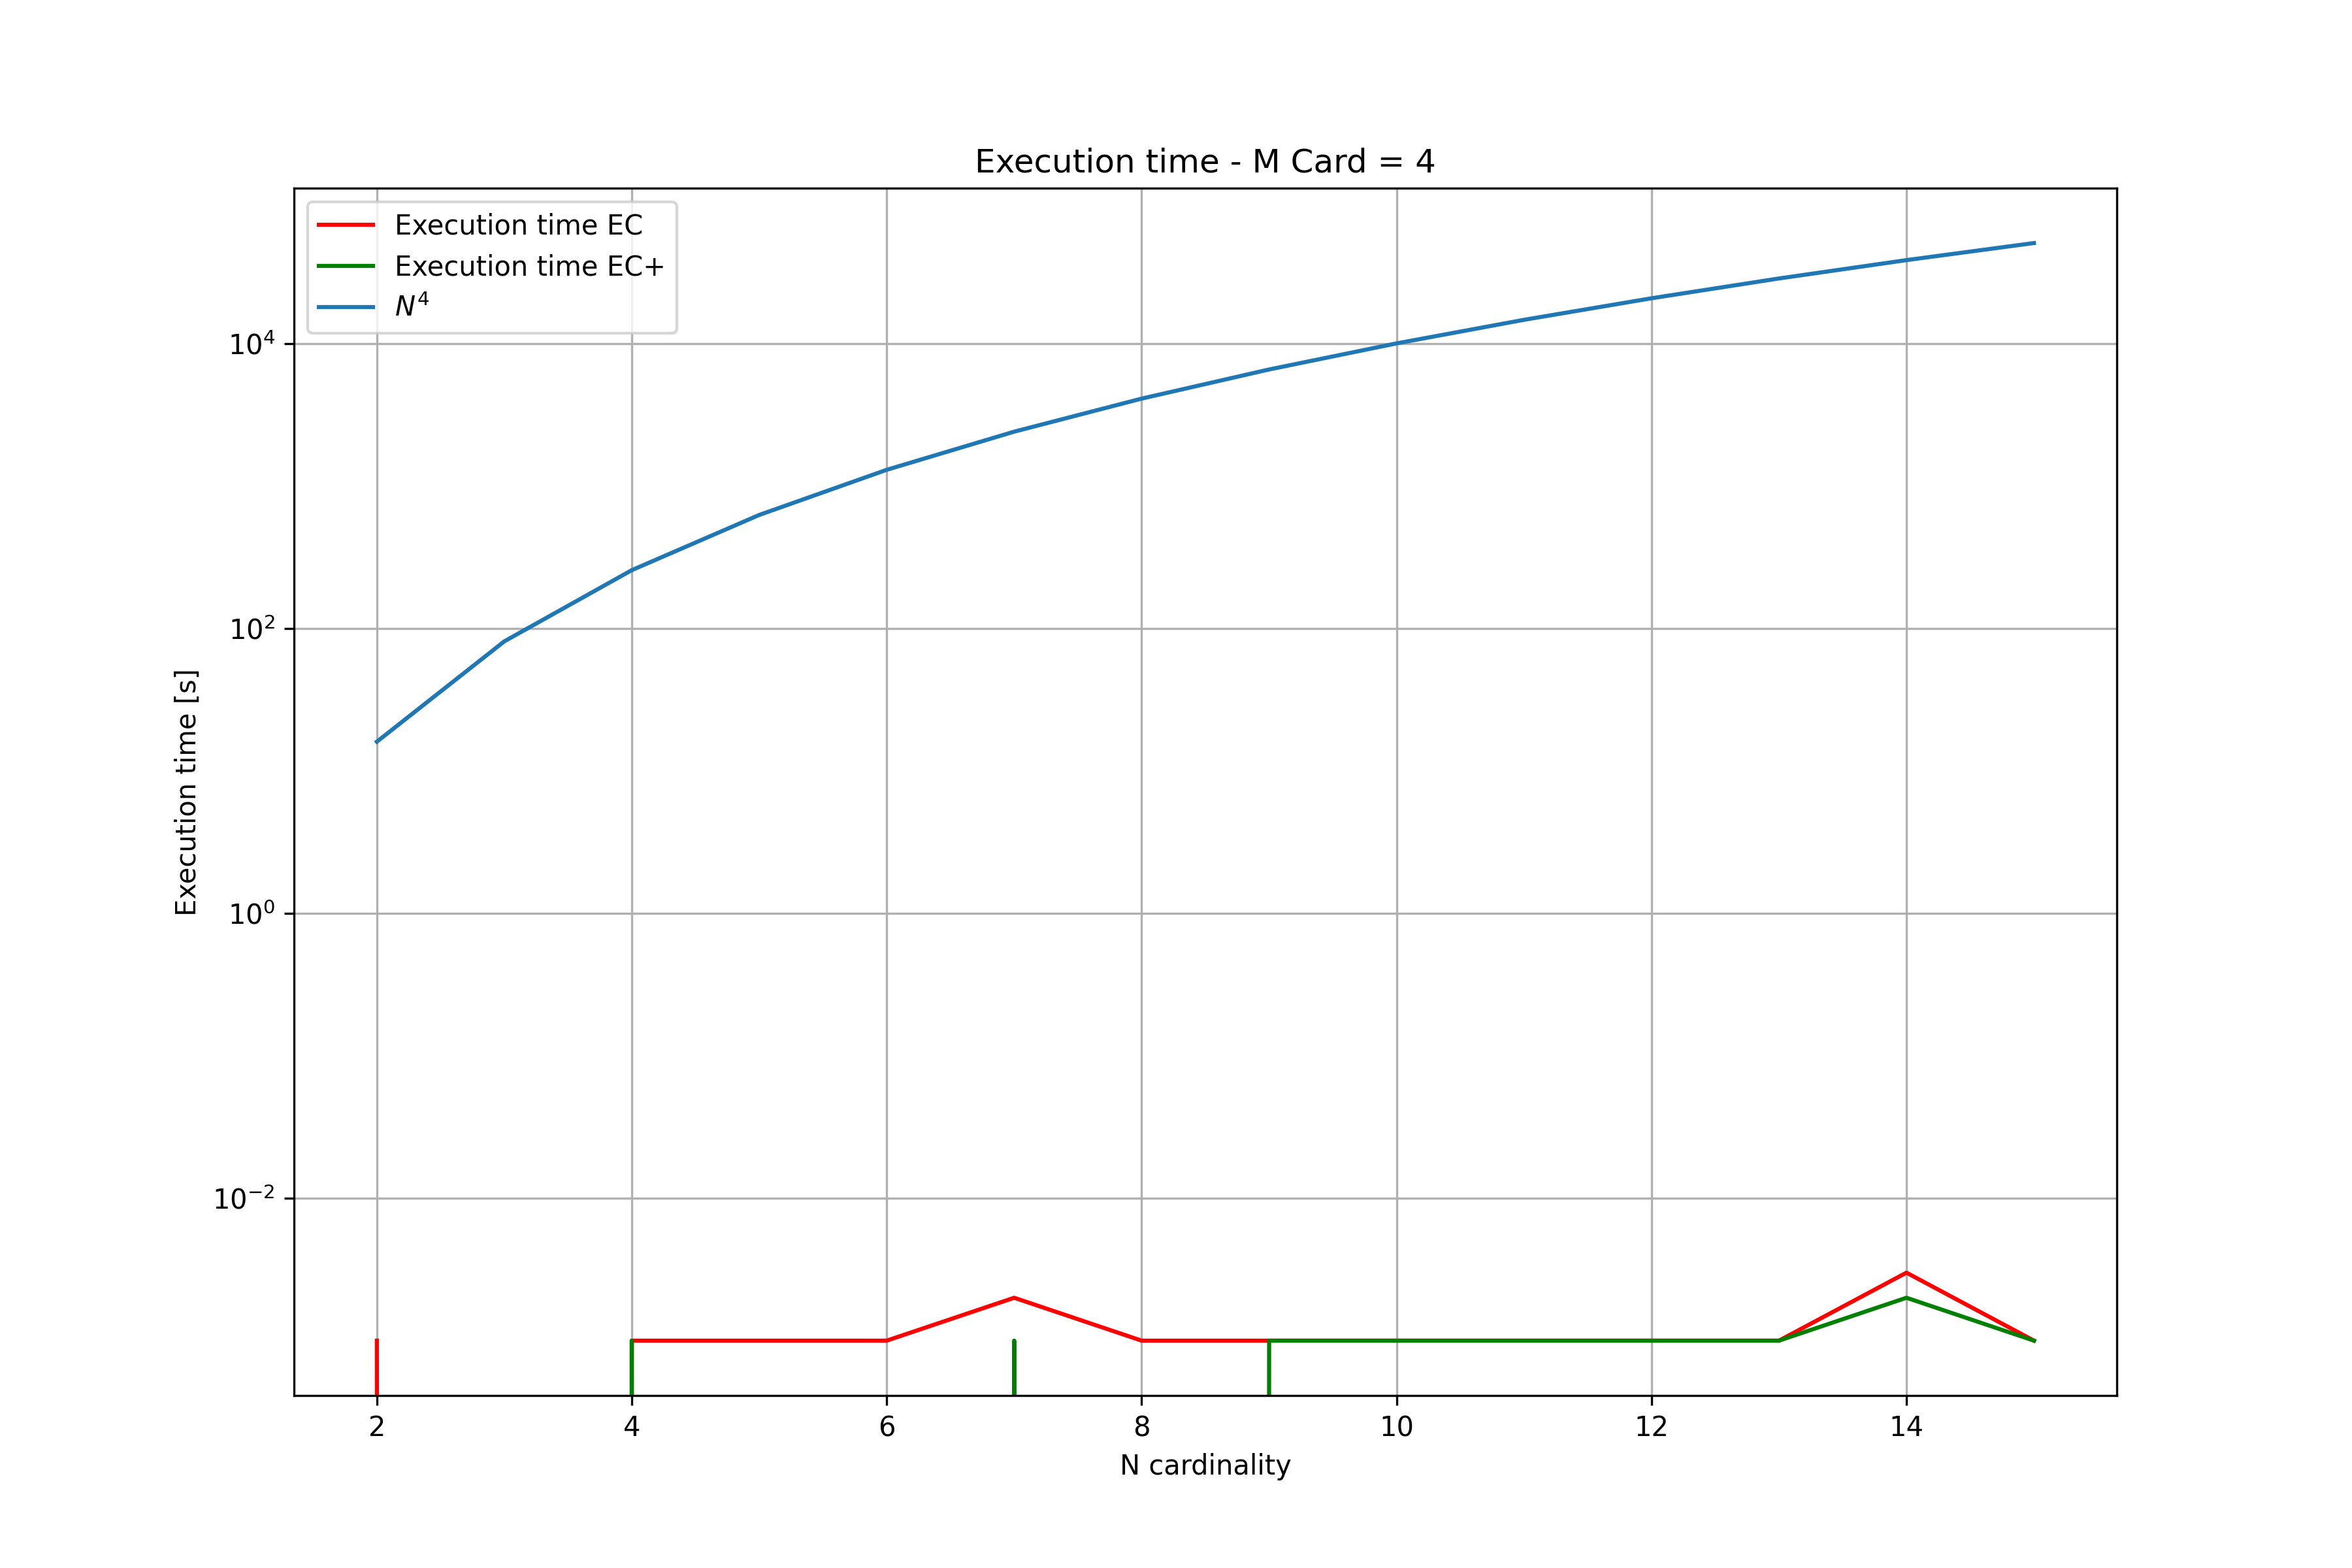 Execution time - M Card = 4
Execution time EC
Execution time EC+
N⁴
10⁴
10²
10⁰
10⁻²
Execution time [s]
2 4 6 8 10 12 14
N cardinality